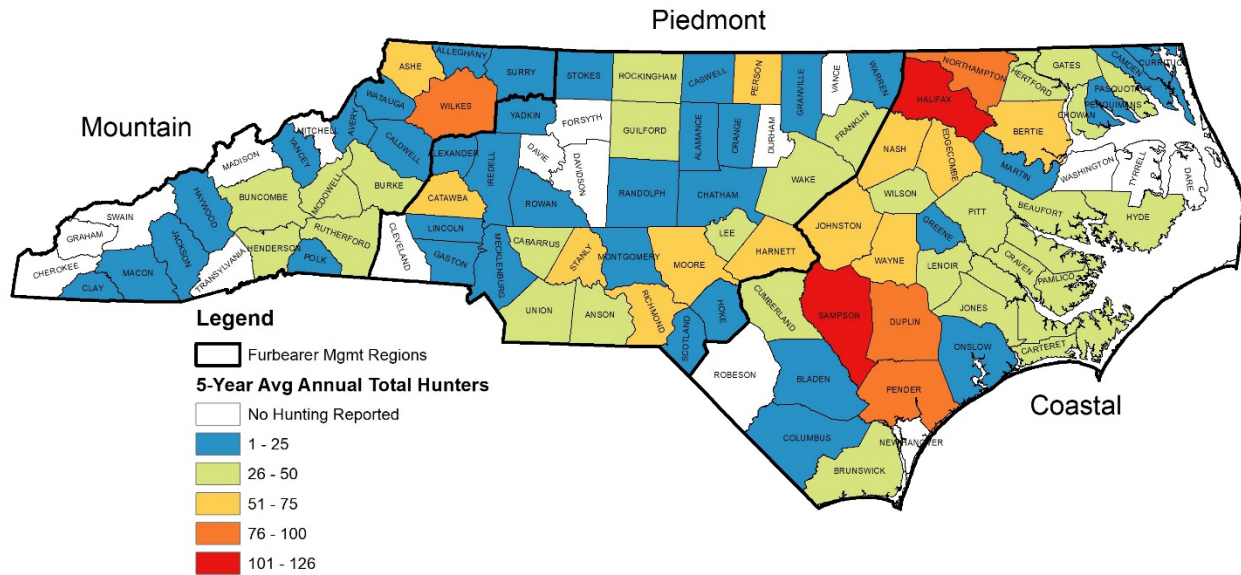 Piedmont
Mountain
Coastal
ASHE
ALLEGHANY
SURRY
STOKES
ROCKINGHAM
CASWELL
PERSON
GRANVILLE
VANCE
WARREN
NORTHAMPTON
HERTFORD
GATES
CAMDEN
CURRITUCK
PASQUOTANK
PERQUIMANS
CHOWAN
HALIFAX
BERTIE
WATAUGA
WILKES
YADKIN
FORSYTH
GUILFORD
ALAMANCE
ORANGE
DURHAM
FRANKLIN
NASH
EDGECOMBE
MARTIN
WASHINGTON
TYRRELL
DARE
MITCHELL
AVERY
CALDWELL
ALEXANDER
IREDELL
DAVIE
DAVIDSON
RANDOLPH
CHATHAM
WAKE
WILSON
PITT
BEAUFORT
HYDE
MADISON
YANCEY
BURKE
CATAWBA
ROWAN
HAYWOOD
BUNCOMBE
MCDOWELL
LINCOLN
CABARRUS
STANLY
MONTGOMERY
MOORE
LEE
HARNETT
JOHNSTON
WAYNE
GREENE
LENOIR
CRAVEN
PAMLICO
SWAIN
GRAHAM
CHEROKEE
JACKSON
MACON
CLAY
TRANSYLVANIA
HENDERSON
POLK
RUTHERFORD
CLEVELAND
GASTON
MECKLENBURG
UNION
ANSON
RICHMOND
SCOTLAND
HOKE
CUMBERLAND
SAMPSON
DUPLIN
JONES
CARTERET
ONSLOW
PENDER
ROBESON
BLADEN
COLUMBUS
BRUNSWICK
NEW HANOVER
Legend
Furbearer Mgmt Regions
5-Year Avg Annual Total Hunters
No Hunting Reported
1 - 25
26 - 50
51 - 75
76 - 100
101 - 126